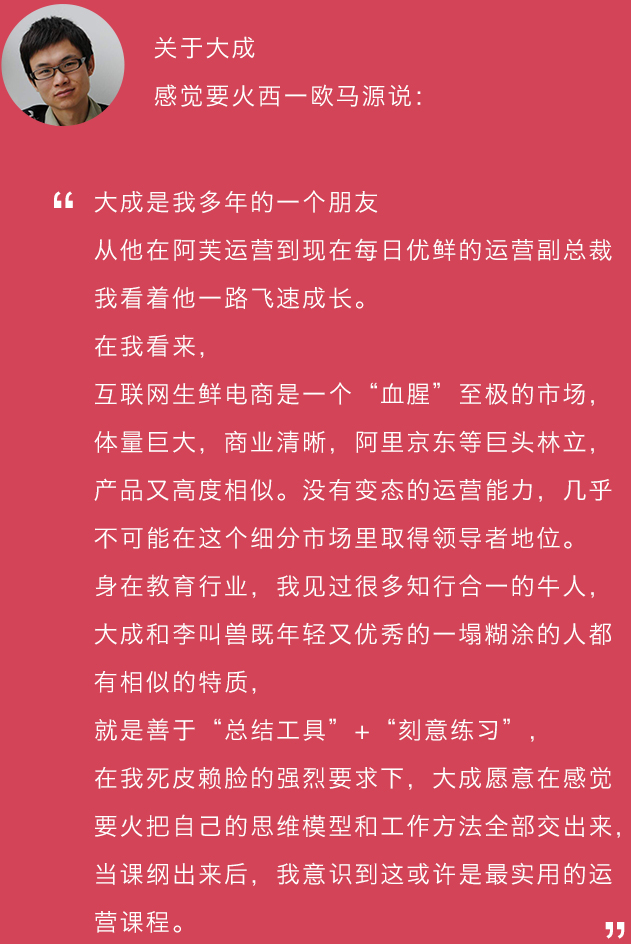 关于大成
感觉要火西一欧马源说：
“大成是我多年的一个朋友
从他在阿芙运营到现在每日优鲜的运营副总裁
我看着他一路飞速成长。
在我看来，
互联网生鲜电商是一个“血腥”至极的市场，
体量巨大，商业清晰，阿里京东等巨头林立，
产品又高度相似。没有变态的运营能力，几乎
不可能在这个细分市场里取得领导者地位。
身在教育行业，我见过很多知行合一的牛人，
大成和李叫兽既年轻又优秀的一塌糊涂的人都
有相似的特质，
就是善于“总结工具”+“刻意练习”，
在我死皮赖脸的强烈要求下，大成愿意在感觉
要火把自己的思维模型和工作方法全部交出来，
当课纲出来后，我意识到这或许是最实用的运
营课程。”